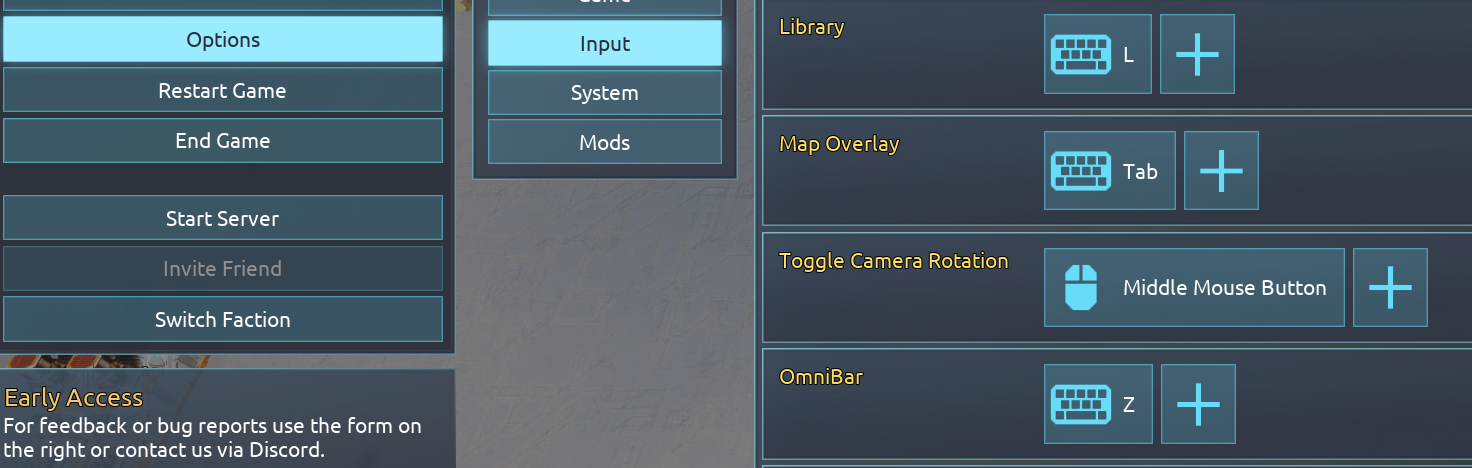 Options
Restart Game
End Game
Start Server
Invite Friend
Switch Faction
Early Access
For feedback or bug reports use the form on
the right or contact us via Discord.
Game
Input
System
Mods
Library
L
Map Overlay
Tab
Toggle Camera Rotation
Middle Mouse Button
OmniBar
Z